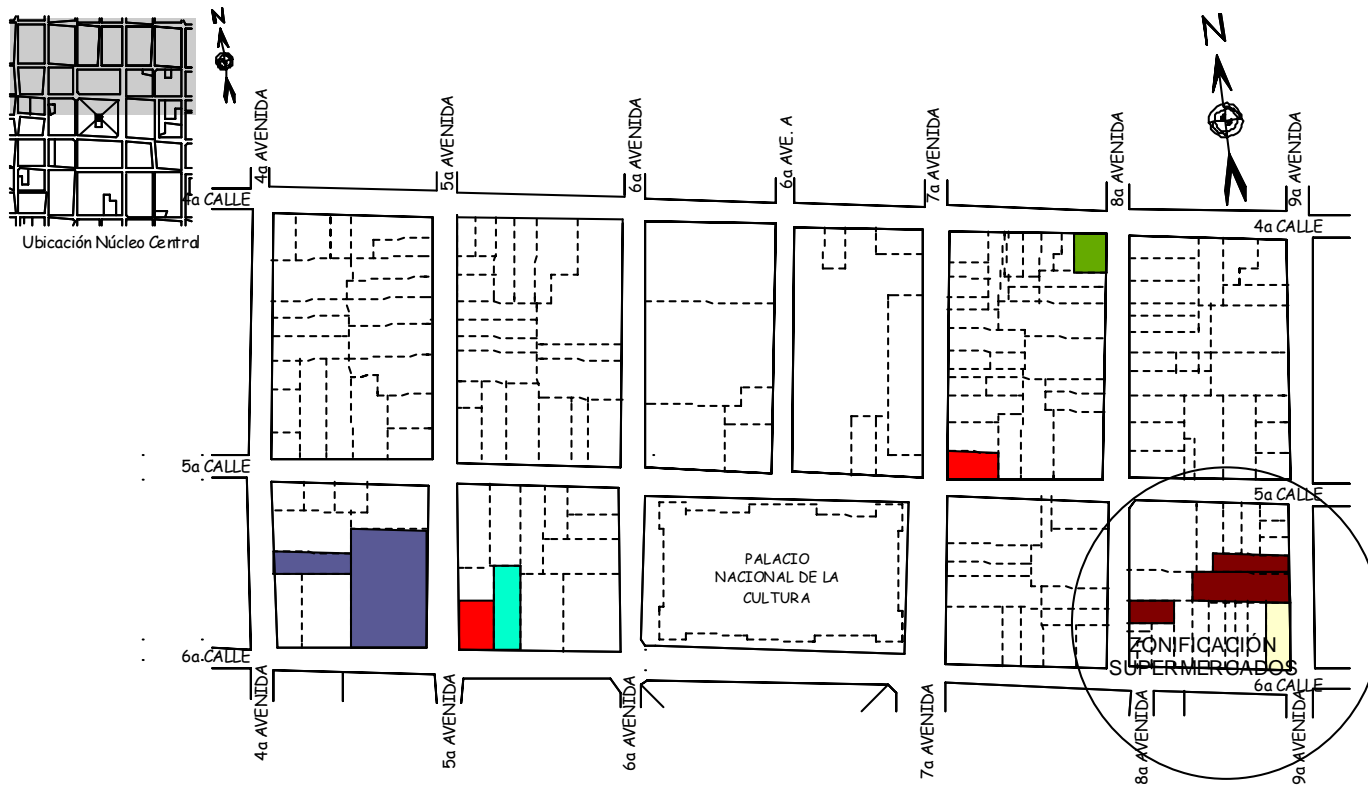 N
N
4a AVENIDA
5a AVENIDA
6a AVENIDA
6a AVE. A
7a AVENIDA
8a AVENIDA
9a AVENIDA
4a CALLE
4a CALLE
Ubicación Núcleo Central
5a CALLE
5a CALLE
PALACIO
NACIONAL DE LA
CULTURA
ZONIFICACIÓN
SUPERMERCADOS
6a.CALLE
6a CALLE
4a AVENIDA
5a AVENIDA
6a AVENIDA
7a AVENIDA
8a AVENIDA
9a AVENIDA